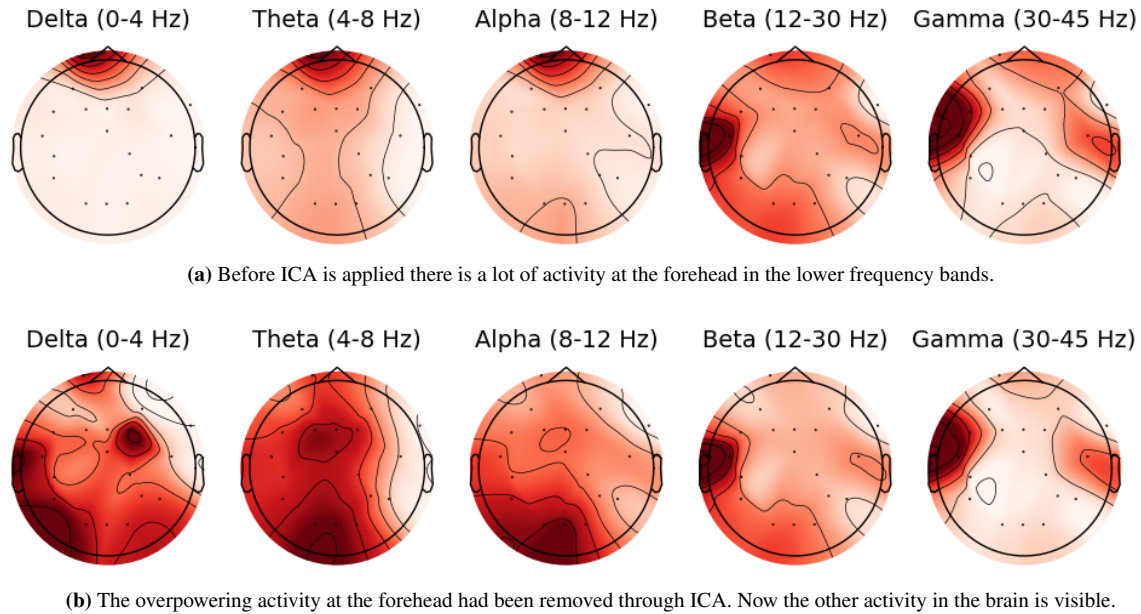 Delta (0-4 Hz) Theta (4-8 Hz) Alpha (8-12 Hz) Beta (12-30 Hz) Gamma (30-45 Hz)
(a) Before ICA is applied there is a lot of activity at the forehead in the lower frequency bands.
Delta (0-4 Hz) Theta (4-8 Hz) Alpha (8-12 Hz) Beta (12-30 Hz) Gamma (30-45 Hz)
(b) The overpowering activity at the forehead had been removed through ICA. Now the other activity in the brain is visible.